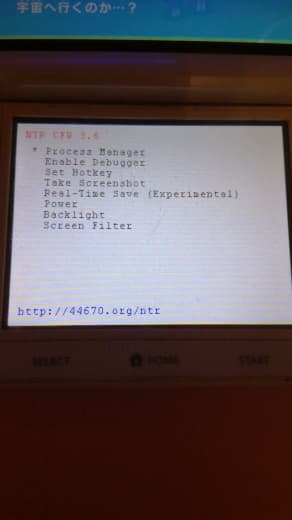 宇宙へ行くのか…？
NTR CFW 3.6
* Process Manager
Enable Debugger
Set Hotkey
Take Screenshot
Real-Time Save (Experimental)
Power
Backlight
Screen Filter
http://44670.org/ntr
SELECT HOME START